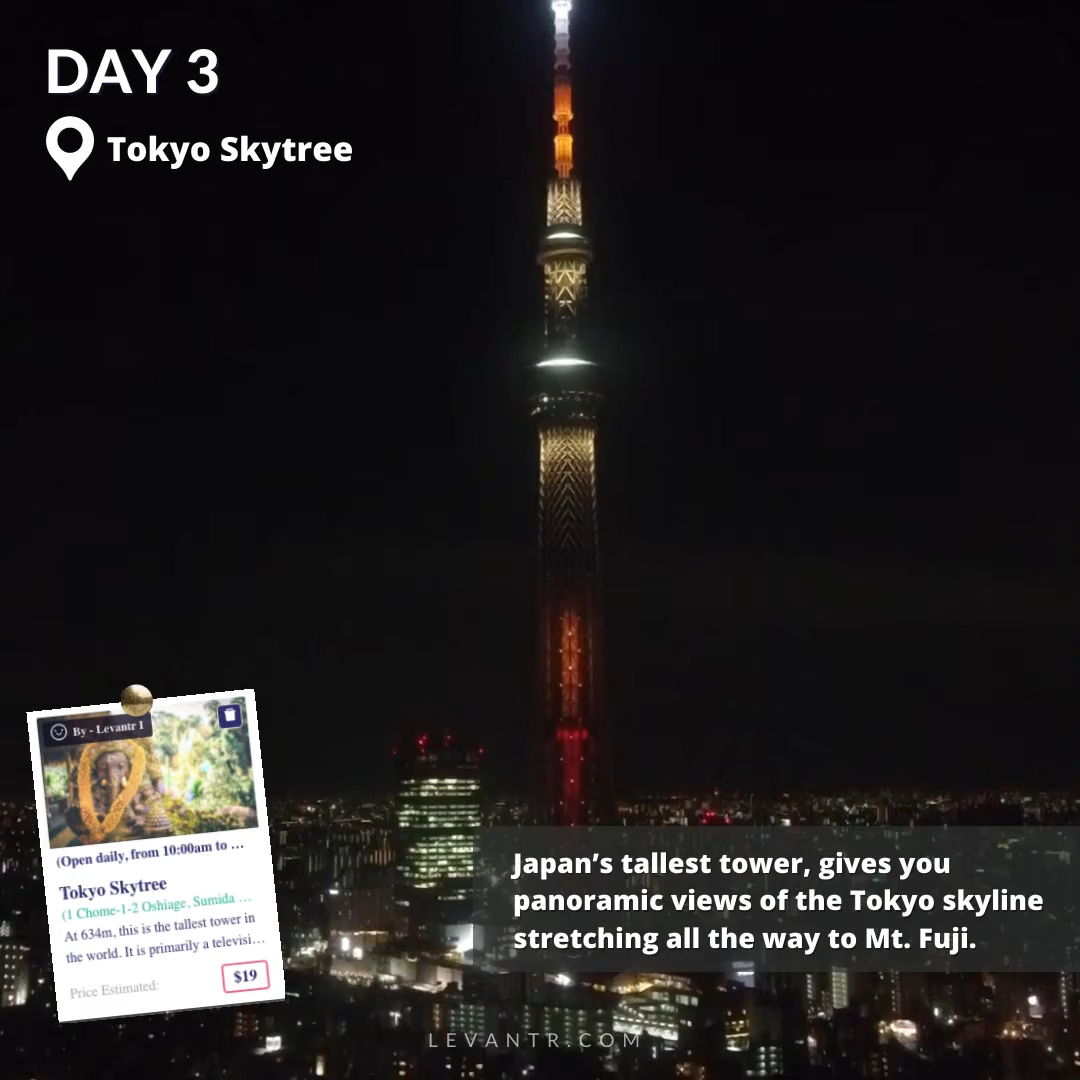 DAY 3
Tokyo Skytree
By - Levantr I
(Open daily, from 10:00am to ...
Tokyo Skytree
(1 Chome-1-2 Oshiage, Sumida ...
At 634m, this is the tallest tower in
the world. It is primarily a televisi...
Price Estimated:
$19
Japan’s tallest tower, gives you
panoramic views of the Tokyo skyline
stretching all the way to Mt. Fuji.
LEVANTR.COM